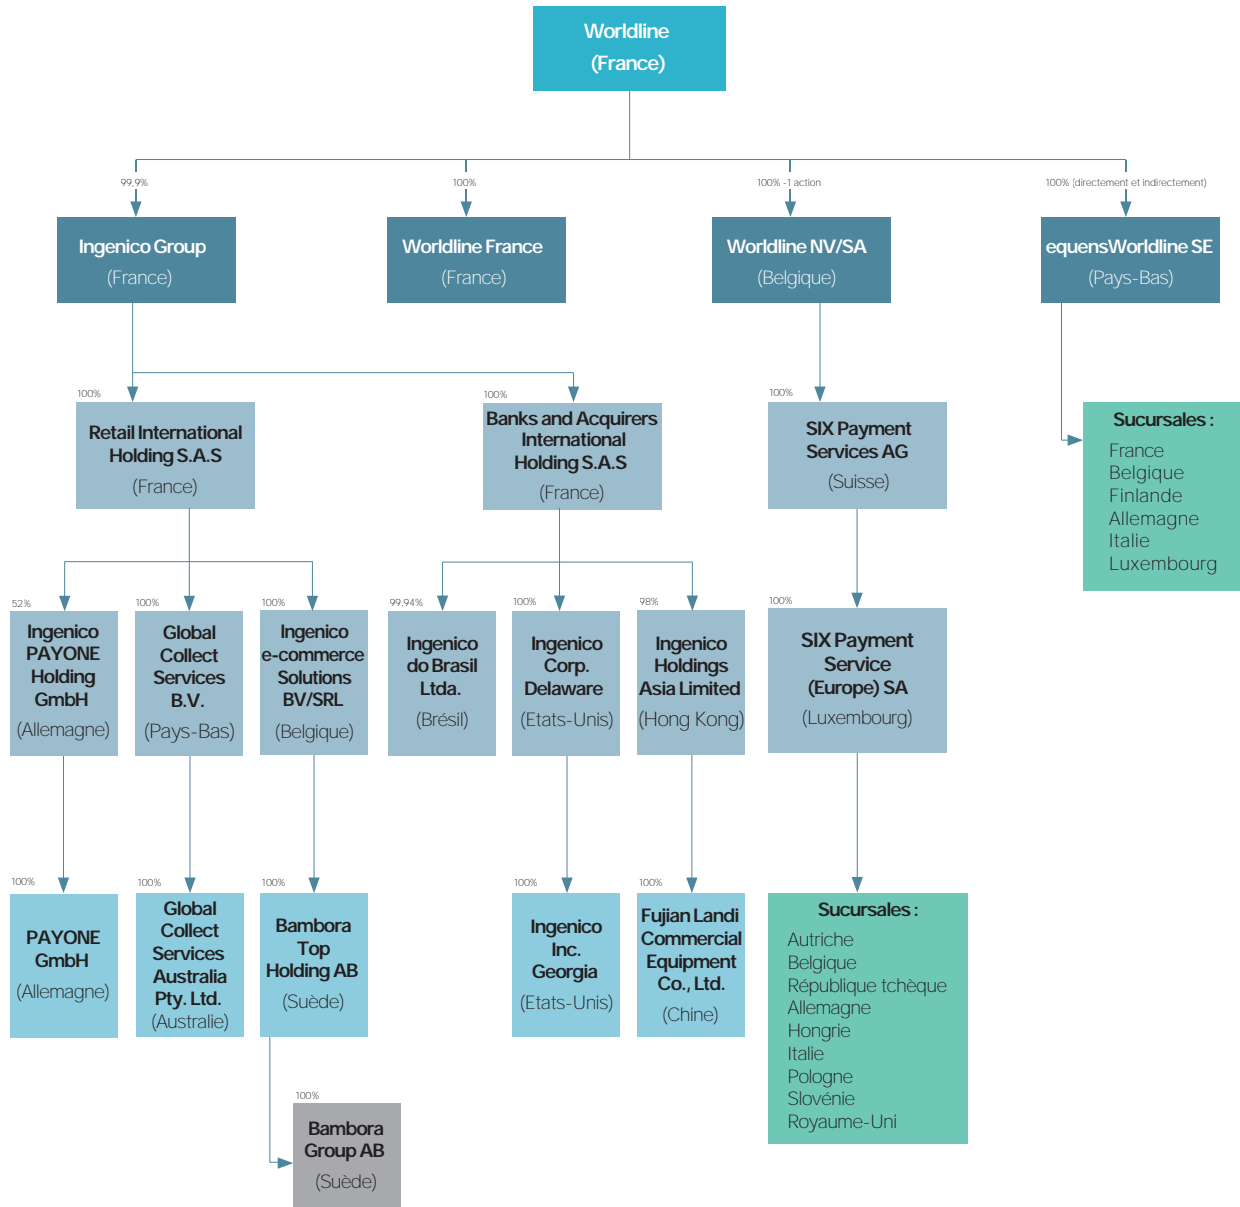 Worldline
(France)
99,9%
100%
100% -1 action
100% (directement et indirectement)
Ingenico Group
(France)
Worldline France
(France)
Worldline NV/SA
(Belgique)
equensWorldline SE
(Pays-Bas)
100%
Retail International
Holding S.A.S
(France)
100%
Banks and Acquirers
International
Holding S.A.S
(France)
100%
SIX Payment
Services AG
(Suisse)
Sucursales :
France
Belgique
Finlande
Allemagne
Italie
Luxembourg
52%
Ingenico
PAYONE
Holding
GmbH
(Allemagne)
100%
Global
Collect
Services
B.V.
(Pays-Bas)
100%
Ingenico
e-commerce
Solutions
BV/SRL
(Belgique)
99,94%
Ingenico
do Brasil
Ltda.
(Brésil)
100%
Ingenico
Corp.
Delaware
(Etats-Unis)
98%
Ingenico
Holdings
Asia Limited
(Hong Kong)
100%
SIX Payment
Service
(Europe) SA
(Luxembourg)
100%
PAYONE
GmbH
(Allemagne)
100%
Global
Collect
Services
Australia
Pty. Ltd.
(Australie)
100%
Bambora
Top
Holding AB
(Suède)
100%
Ingenico
Inc.
Georgia
(Etats-Unis)
100%
Fujian Landi
Commercial
Equipment
Co., Ltd.
(Chine)
Sucursales :
Autriche
Belgique
République tchèque
Allemagne
Hongrie
Italie
Pologne
Slovénie
Royaume-Uni
100%
Bambora
Group AB
(Suède)